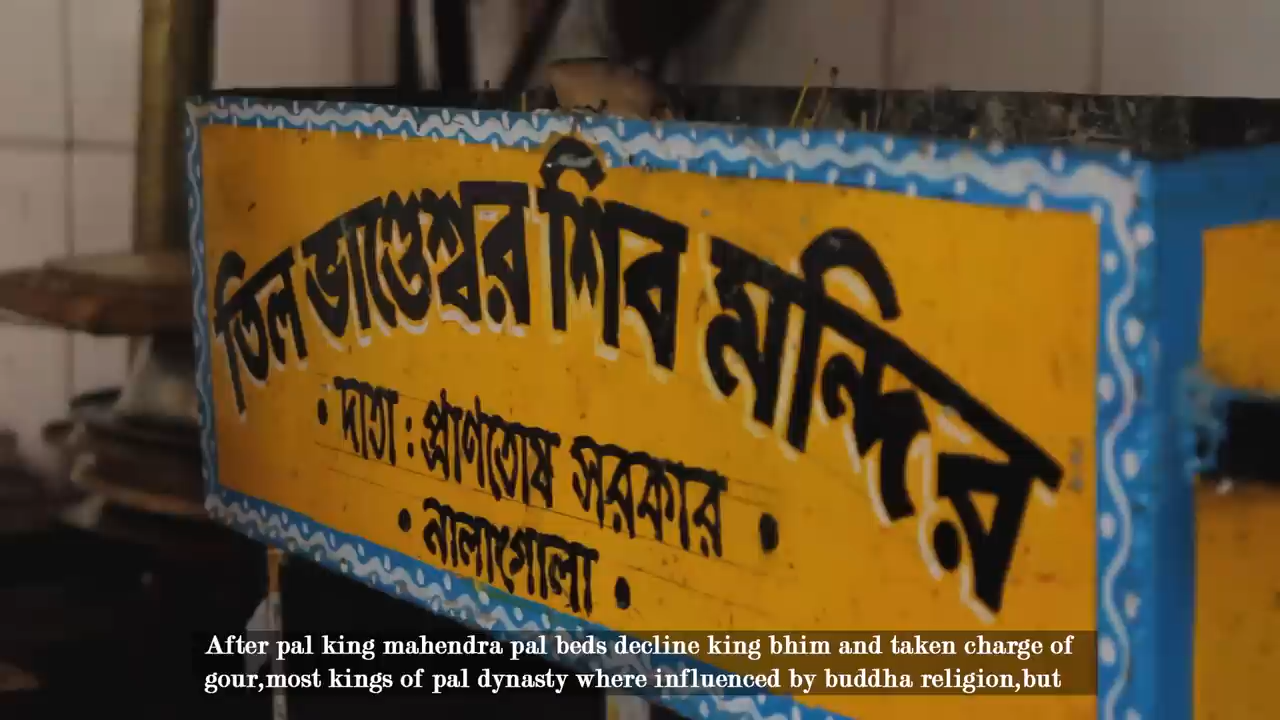 তিল ভাণ্ডেশ্বর শিব মন্দির
• দাতা : প্রাণতোষ সরকার •
• নালাগোলা •
After pal king mahendra pal beds decline king bhim and taken charge of
gour,most kings of pal dynasty where influenced by buddha religion,but